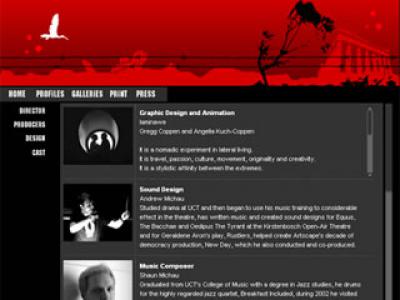 HOME PROFILES GALLERIES PRINT PRESS
DIRECTOR
PRODUCERS
DESIGN
CAST
Graphic Design and Animation
laminawe
Gregg Coppen and Angella Kuch-Coppen
It is a nomadic experiment in lateral living.
It is travel, passion, culture, movement, originality and creativity.
It is a stylistic affinity between the extremes.
Sound Design
Andrew Michau
Studied drama at UCT and then began to use his music training to considerable
effect in the theatre, has written music and created sound designs for Equus,
The Bacchan and Oedipus The Tyrant at the Kirstenbosch Open-Air Theatre
and for Geraldene Aron's play, Rustlers, helped create Artscape's decade of
democracy production, New Day, which he also conducted and co-produced.
Music Composer
Shaun Michau
Graduated from UCT's College of Music with a degree in Jazz studies, he drums
for the highly regarded jazz quartet, Breakfast Included, during 2002 he visited